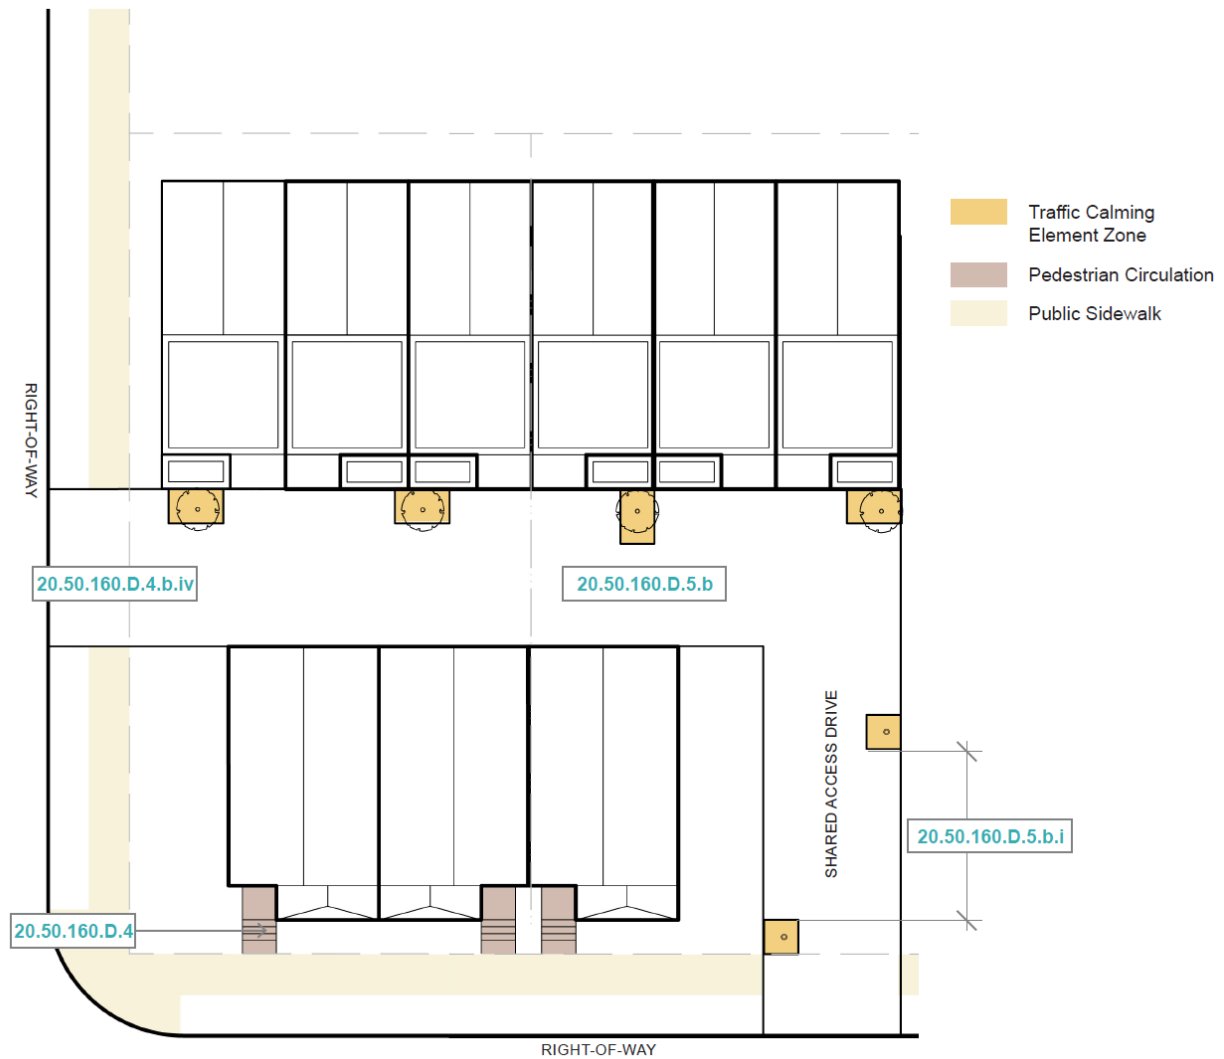 Traffic Calming
Element Zone
Pedestrian Circulation
Public Sidewalk
RIGHT-OF-WAY
20.50.160.D.4.b.iv
20.50.160.D.5.b
SHARED ACCESS DRIVE
20.50.160.D.5.b.i
20.50.160.D.4
RIGHT-OF-WAY